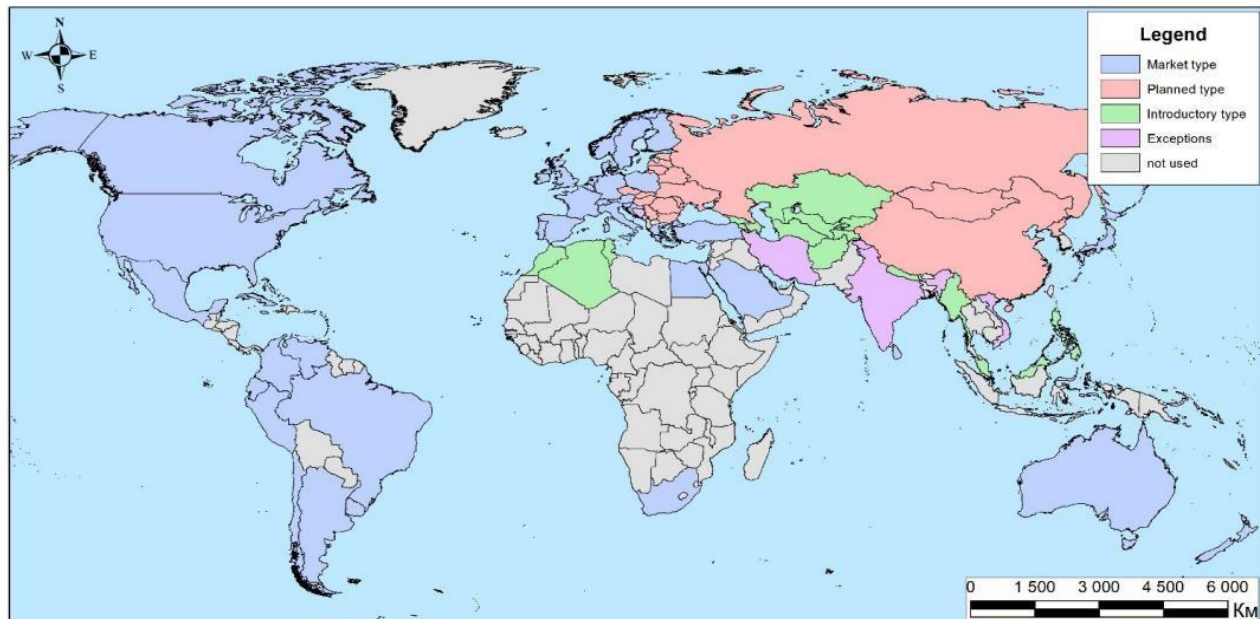 N
W E
S
Legend
Market type
Planned type
Introductory type
Exceptions
not used
0 1 500 3 000 4 500 6 000
Км